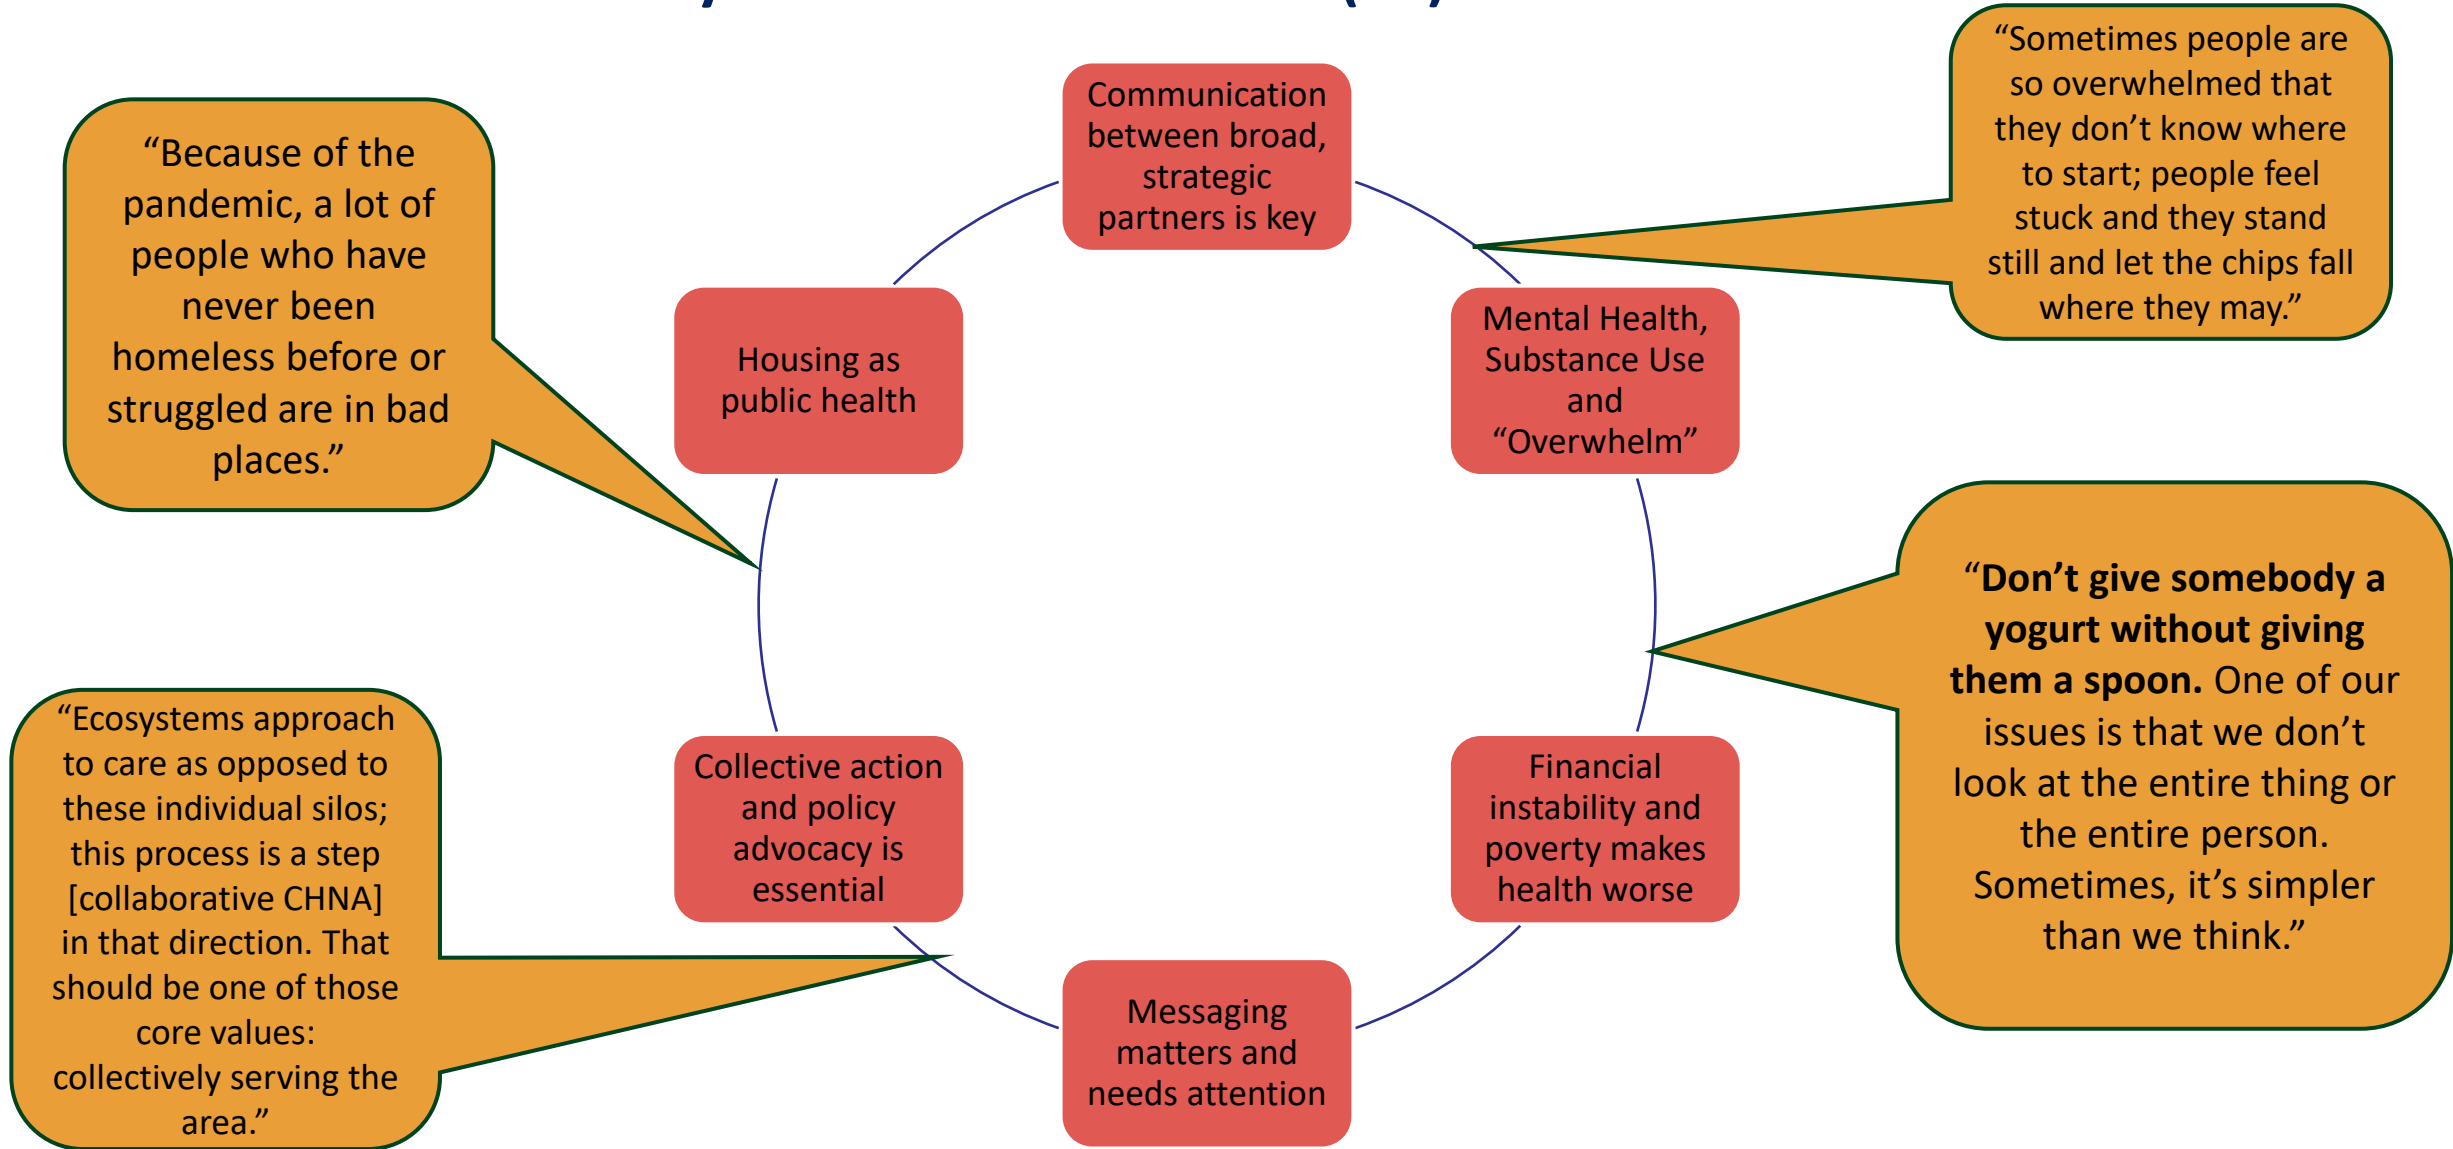 “Because of the
pandemic, a lot of
people who have
never been
homeless before or
struggled are in bad
places.”
Communication
between broad,
strategic
partners is key
“Sometimes people are
so overwhelmed that
they don’t know where
to start; people feel
stuck and they stand
still and let the chips fall
where they may.”
Housing as
public health
Mental Health,
Substance Use
and
“Overwhelm”
“Don’t give somebody a
yogurt without giving
them a spoon. One of our
issues is that we don’t
look at the entire thing or
the entire person.
Sometimes, it’s simpler
than we think.”
“Ecosystems approach
to care as opposed to
these individual silos;
this process is a step
[collaborative CHNA]
in that direction. That
should be one of those
core values:
collectively serving the
area.”
Collective action
and policy
advocacy is
essential
Financial
instability and
poverty makes
health worse
Messaging
matters and
needs attention